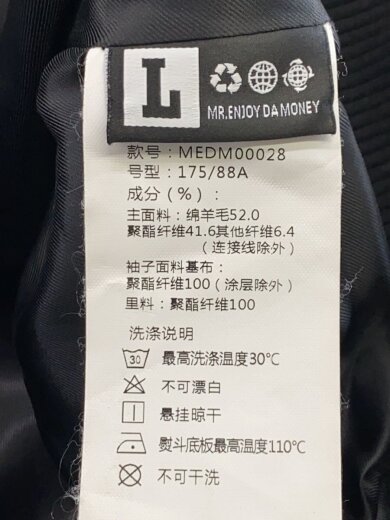 L
MR.ENJOY DA MONEY
款号：MEDM00028
号型：175/88A
成分（%）：
主面料：绵羊毛52.0
聚酯纤维41.6其他纤维6.4
（连接线除外）
袖子面料基布：
聚酯纤维100（涂层除外）
里料：聚酯纤维100
洗涤说明
30 最高洗涤温度30℃
不可漂白
悬挂晾干
熨斗底板最高温度110℃
不可干洗